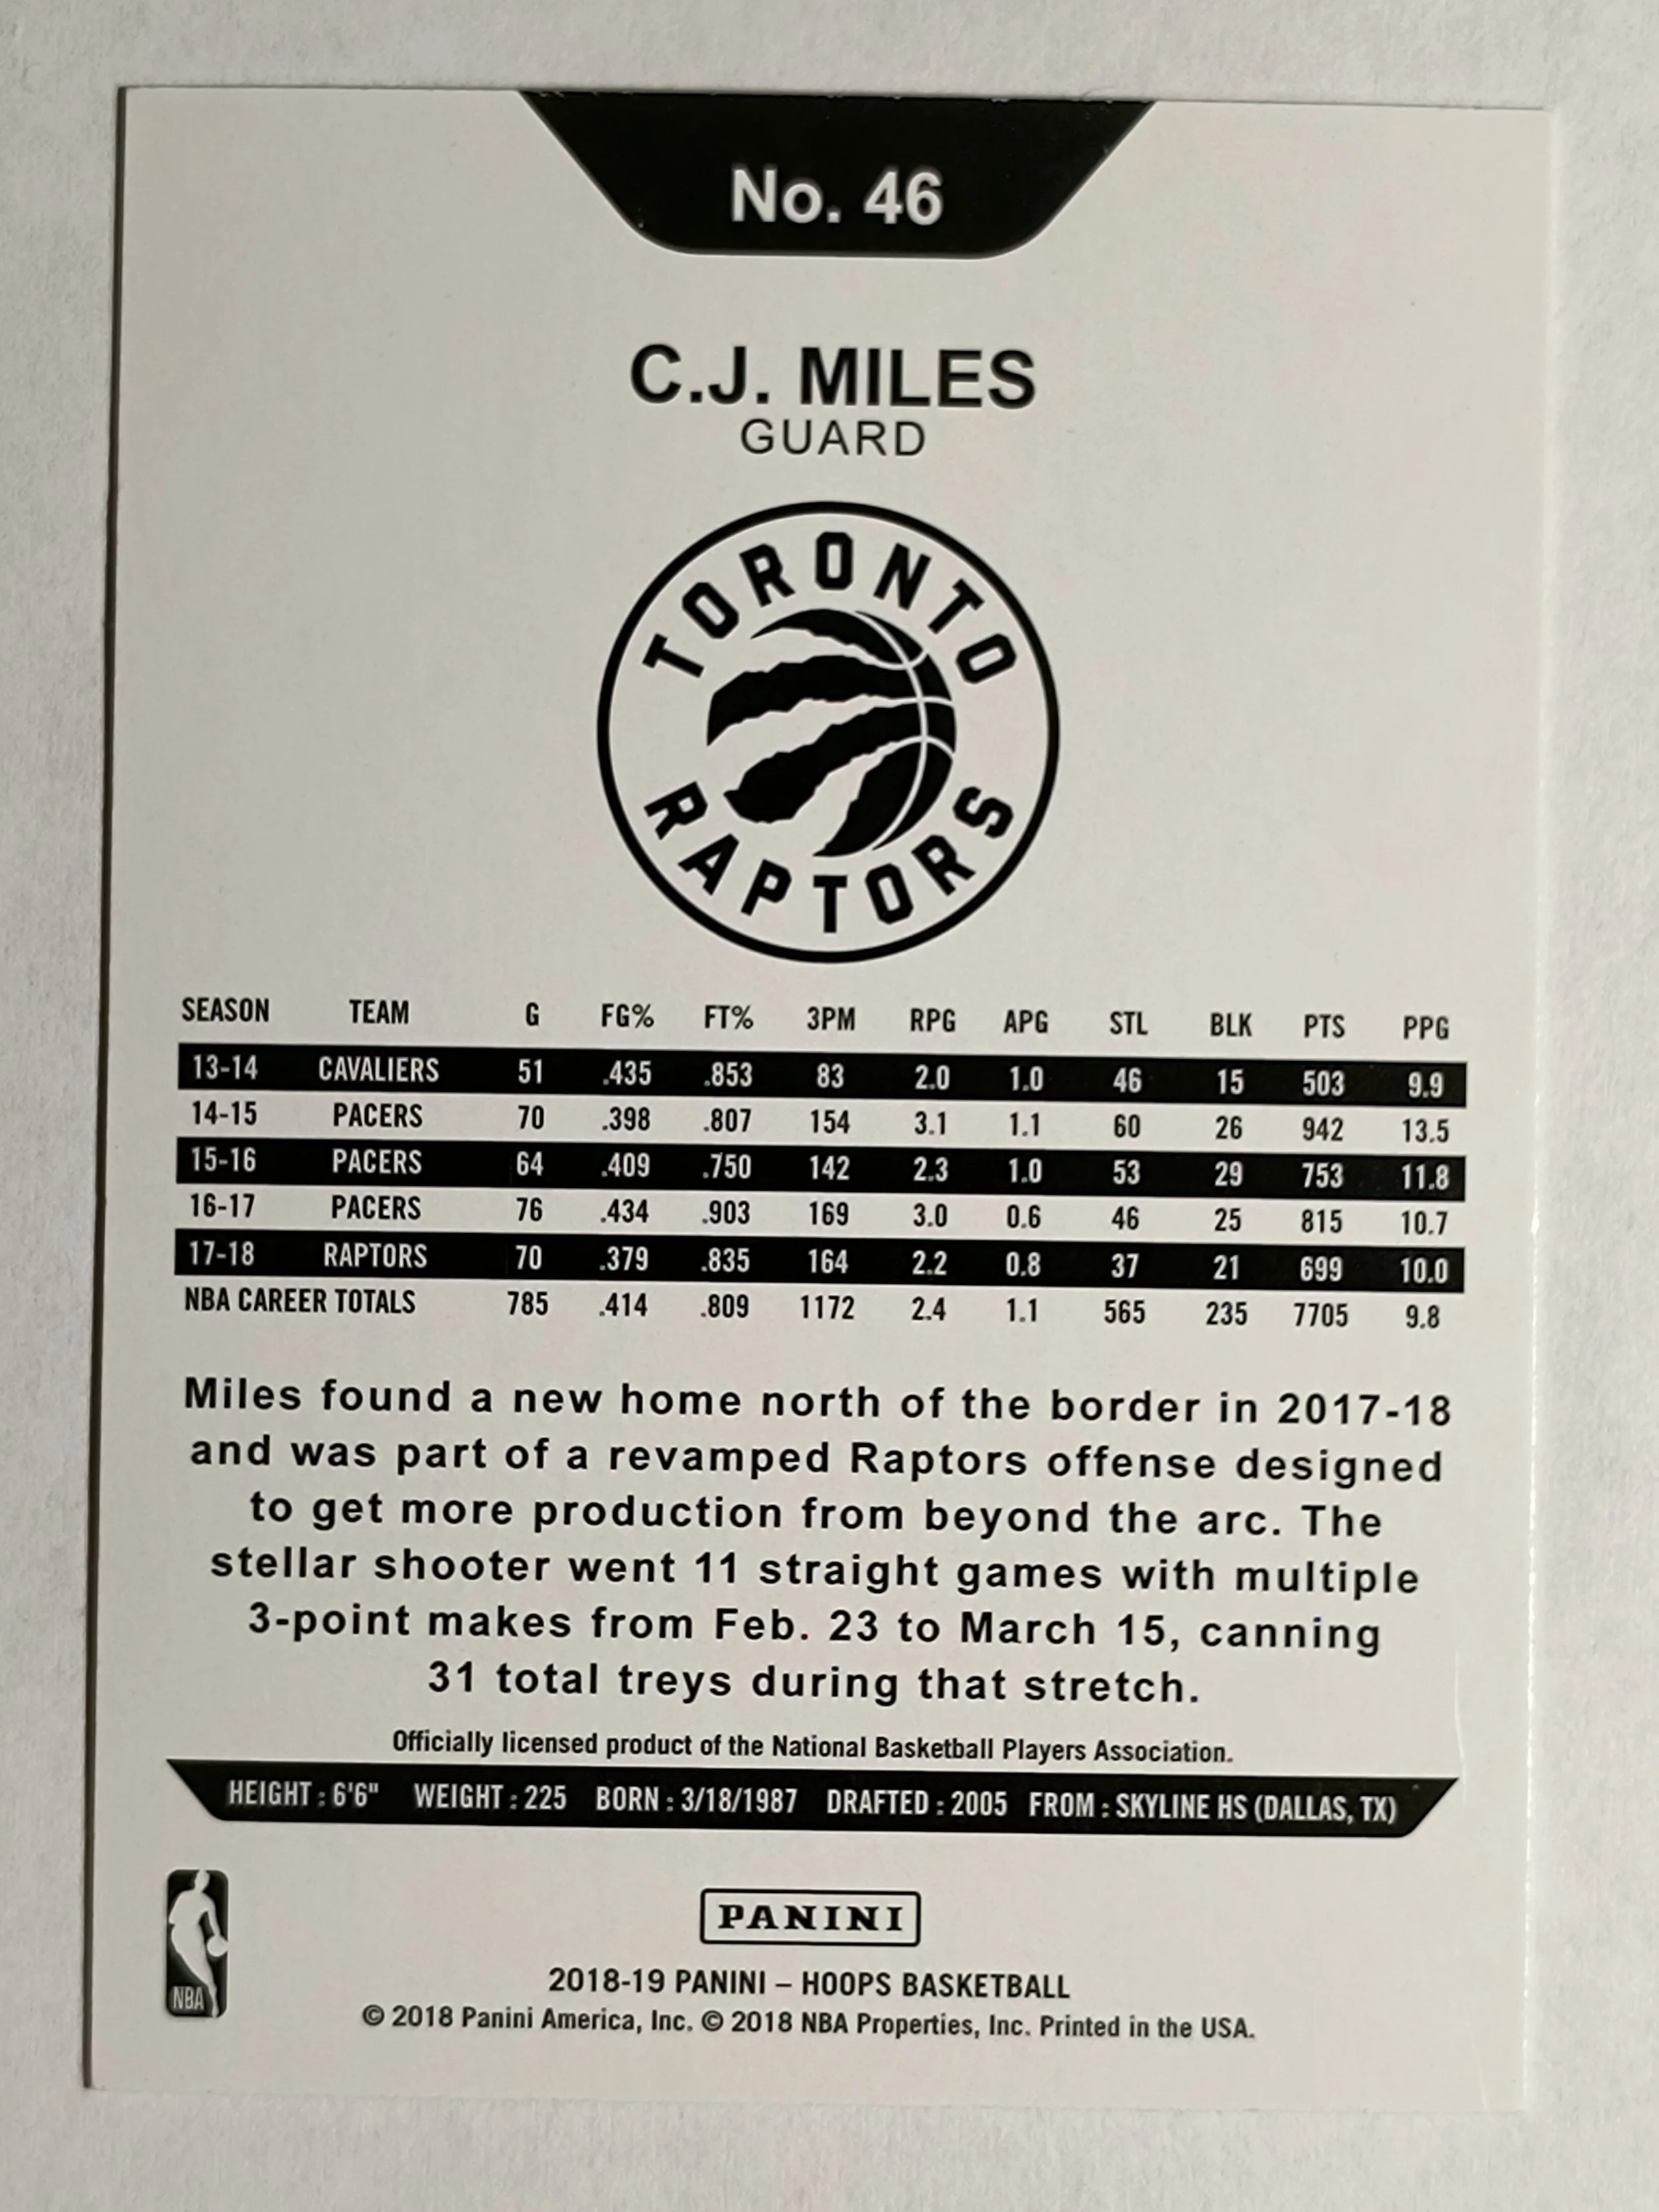 No. 46
C.J. MILES
GUARD
TORONTO
RAPTORS
SEASON TEAM G FG% FT% 3PM RPG APG STL BLK PTS PPG
13-14 CAVALIERS 51 .435 .853 83 2.0 1.0 46 15 503 9.9
14-15 PACERS 70 .398 .807 154 3.1 1.1 60 26 942 13.5
15-16 PACERS 64 .409 .750 142 2.3 1.0 53 29 753 11.8
16-17 PACERS 76 .434 .903 169 3.0 0.6 46 25 815 10.7
17-18 RAPTORS 70 .379 .835 164 2.2 0.8 37 21 699 10.0
NBA CAREER TOTALS 785 .414 .809 1172 2.4 1.1 565 235 7705 9.8
Miles found a new home north of the border in 2017-18
and was part of a revamped Raptors offense designed
to get more production from beyond the arc. The
stellar shooter went 11 straight games with multiple
3-point makes from Feb. 23 to March 15, canning
31 total treys during that stretch.
Officially licensed product of the National Basketball Players Association.
HEIGHT : 6'6" WEIGHT : 225 BORN : 3/18/1987 DRAFTED : 2005 FROM : SKYLINE HS (DALLAS, TX)
NBA
PANINI
2018-19 PANINI – HOOPS BASKETBALL
© 2018 Panini America, Inc. © 2018 NBA Properties, Inc. Printed in the USA.